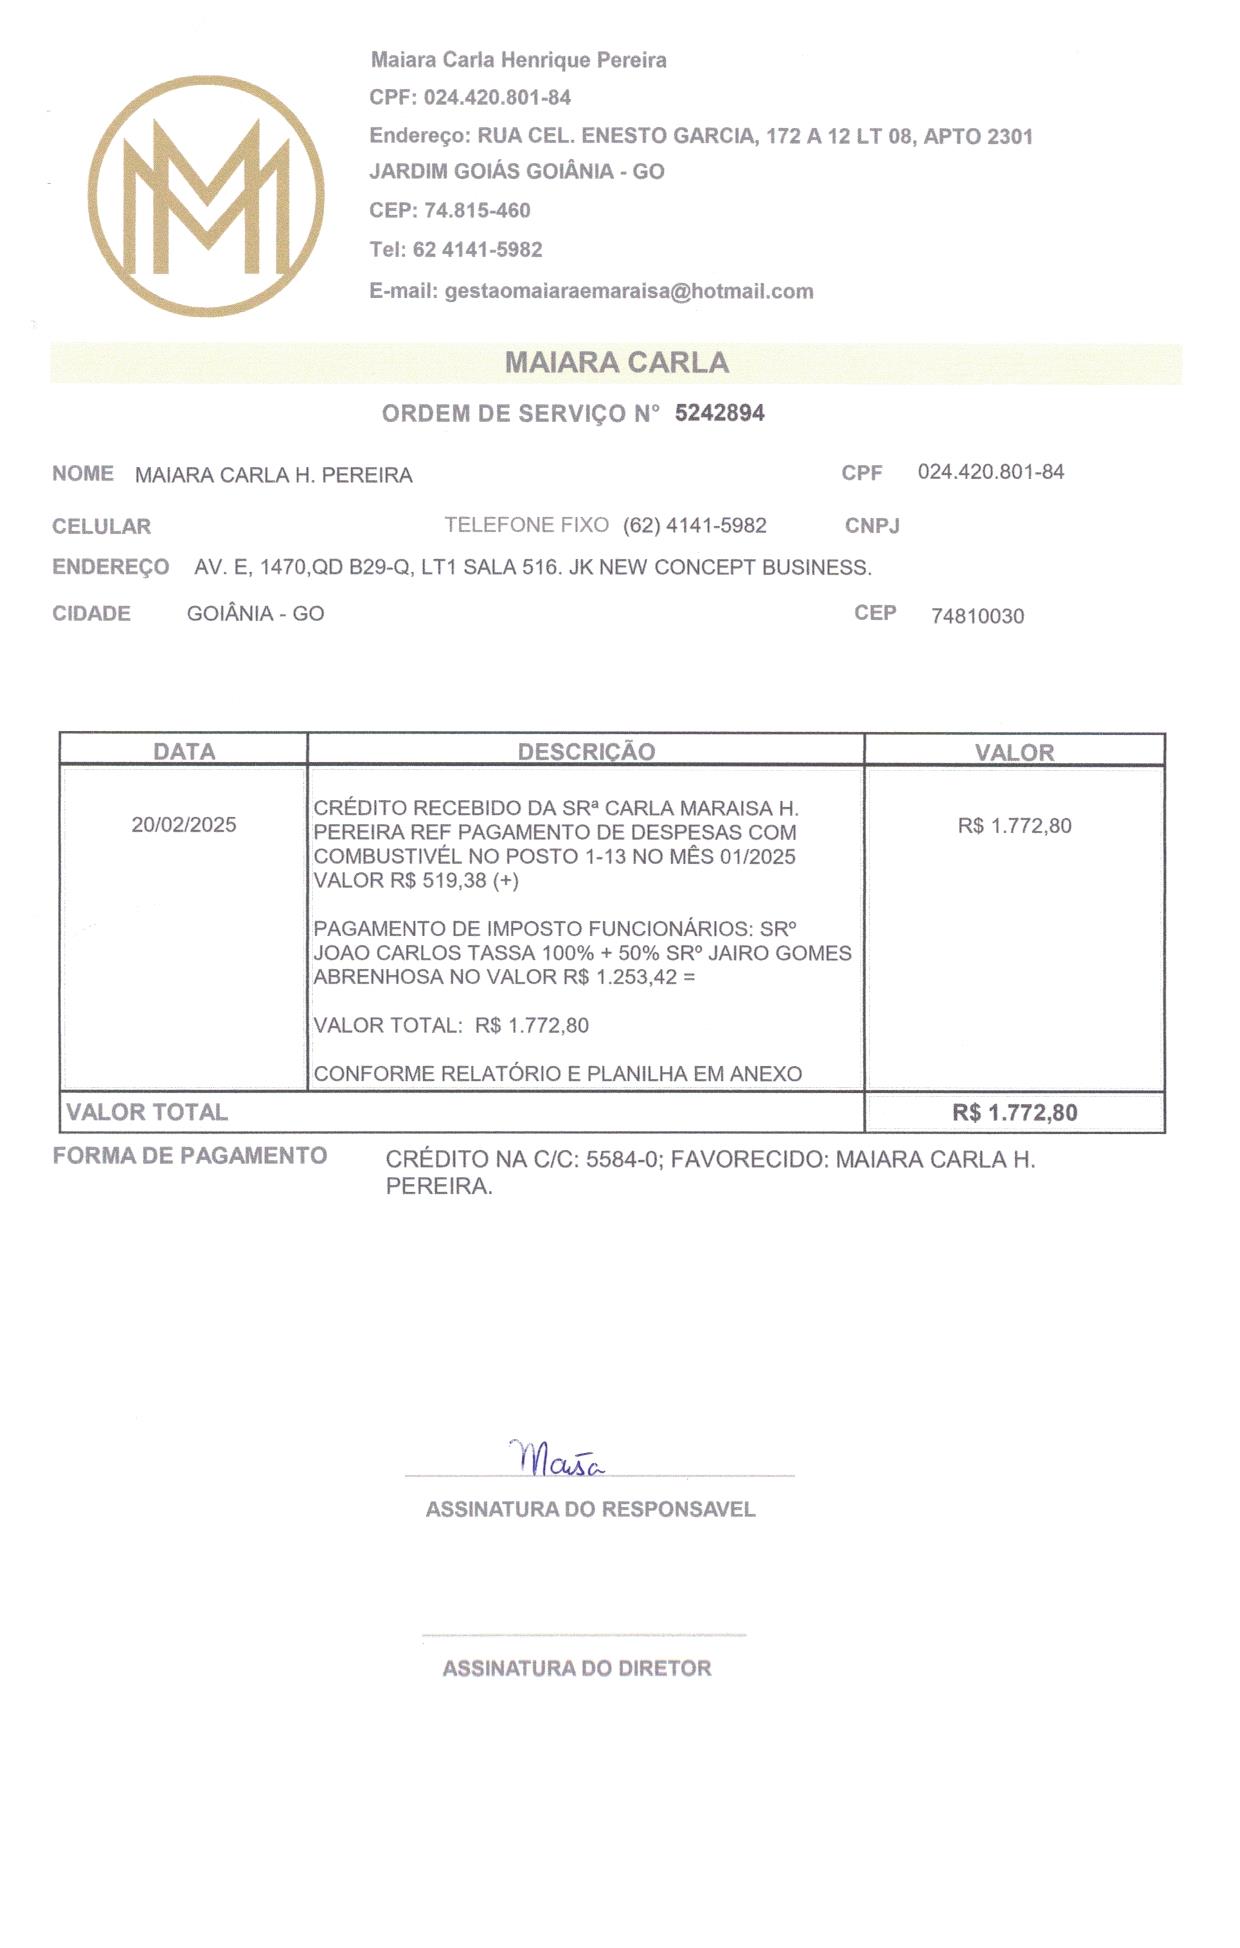 MM
Maiara Carla Henrique Pereira
CPF: 024.420.801-84
Endereço: RUA CEL. ENESTO GARCIA, 172 A 12 LT 08, APTO 2301
JARDIM GOIÁS GOIÂNIA - GO
CEP: 74.815-460
Tel: 62 4141-5982
E-mail: gestaomaiaraemaraisa@hotmail.com
MAIARA CARLA
ORDEM DE SERVIÇO N° 5242894
NOME MAIARA CARLA H. PEREIRA CPF 024.420.801-84
CELULAR TELEFONE FIXO (62) 4141-5982 CNPJ
ENDEREÇO AV. E, 1470,QD B29-Q, LT1 SALA 516. JK NEW CONCEPT BUSINESS.
CIDADE GOIÂNIA - GO CEP 74810030
DATA DESCRIÇÃO VALOR
20/02/2025
CRÉDITO RECEBIDO DA SRª CARLA MARAISA H.
PEREIRA REF PAGAMENTO DE DESPESAS COM
COMBUSTIVÉL NO POSTO 1-13 NO MÊS 01/2025
VALOR R$ 519,38 (+)
PAGAMENTO DE IMPOSTO FUNCIONÁRIOS: SRº
JOAO CARLOS TASSA 100% + 50% SRº JAIRO GOMES
ABRENHOSA NO VALOR R$ 1.253,42 =
VALOR TOTAL: R$ 1.772,80
CONFORME RELATÓRIO E PLANILHA EM ANEXO
R$ 1.772,80
VALOR TOTAL R$ 1.772,80
FORMA DE PAGAMENTO CRÉDITO NA C/C: 5584-0; FAVORECIDO: MAIARA CARLA H.
PEREIRA.
ASSINATURA DO RESPONSAVEL
ASSINATURA DO DIRETOR